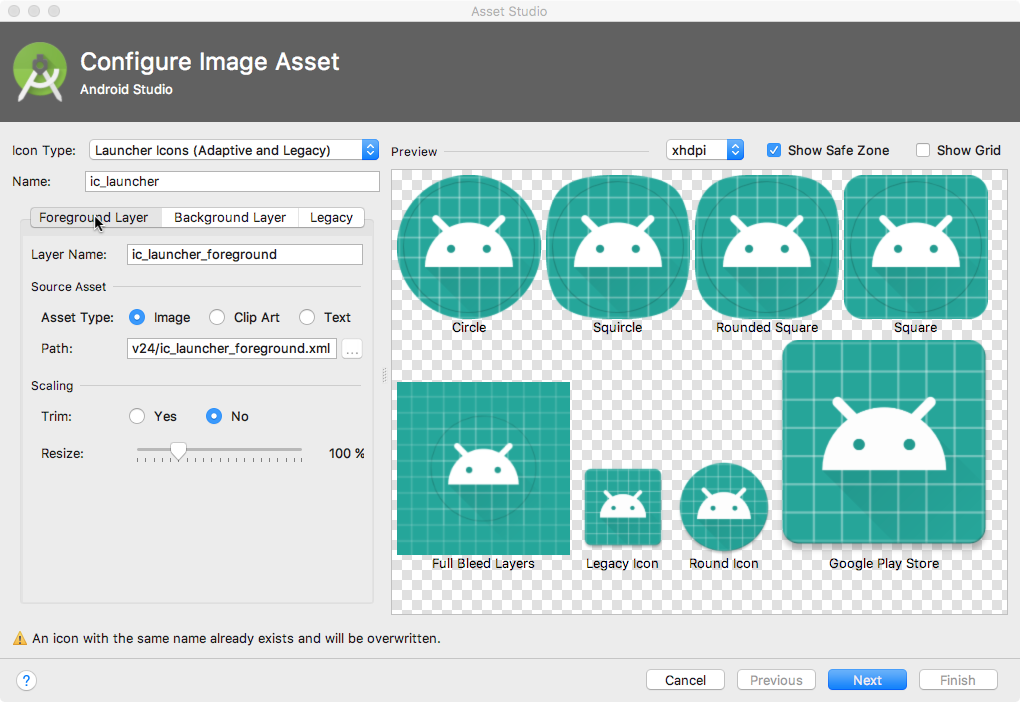 Asset Studio
Configure Image Asset
Android Studio
Icon Type: Launcher Icons (Adaptive and Legacy)
Preview xhdpi Show Safe Zone Show Grid
Name: ic_launcher
Foreground Layer Background Layer Legacy
Layer Name: ic_launcher_foreground
Source Asset
Asset Type: Image Clip Art Text
Path: v24/ic_launcher_foreground.xml ...
Scaling
Trim: Yes No
Resize: 100 %
Circle Squircle Rounded Square Square
Full Bleed Layers Legacy Icon Round Icon Google Play Store
An icon with the same name already exists and will be overwritten.
? Cancel Previous Next Finish